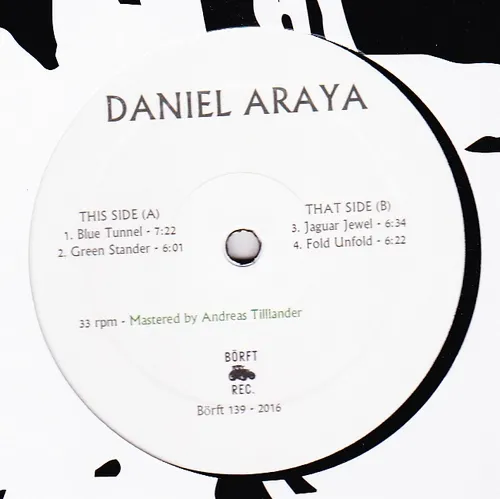 DANIEL ARAYA
THIS SIDE (A)
1. Blue Tunnel - 7:22
2. Green Stander - 6:01
THAT SIDE (B)
3. Jaguar Jewel - 6:34
4. Fold Unfold - 6:22
33 rpm - Mastered by Andreas Tilllander
BÖRFT
REC.
Börft 139 - 2016